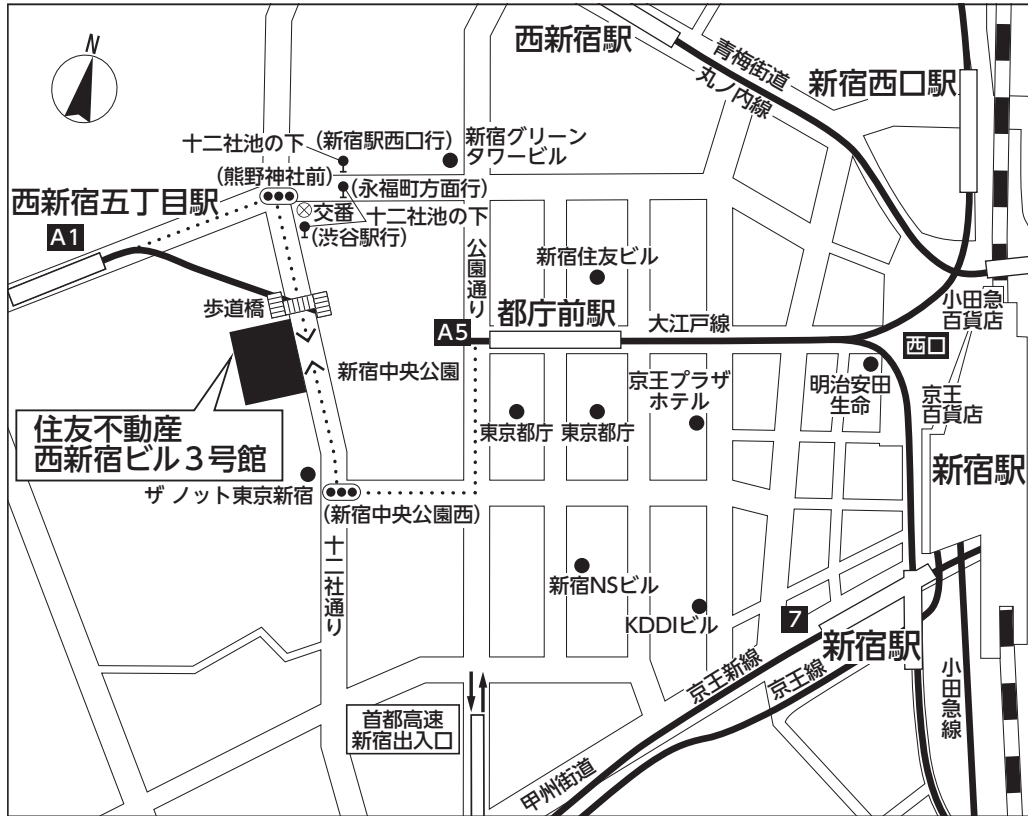 N
西新宿駅
青梅街道
丸ノ内線
新宿西口駅
十二社池の下
(新宿駅西口行)
新宿グリーン
タワービル
(熊野神社前)
(永福町方面行)
西新宿五丁目駅
A1
交番
十二社池の下
(渋谷駅行)
公園通り
新宿住友ビル
歩道橋
都庁前駅
A5
大江戸線
小田急
百貨店
西口
新宿中央公園
京王プラザ
ホテル
明治安田
生命
京王
百貨店
住友不動産
西新宿ビル3号館
東京都庁
東京都庁
新宿駅
ザ ノット東京新宿
(新宿中央公園西)
十二社通り
新宿NSビル
KDDIビル
7
新宿駅
京王新線
京王線
小田急線
首都高速
新宿出入口
甲州街道